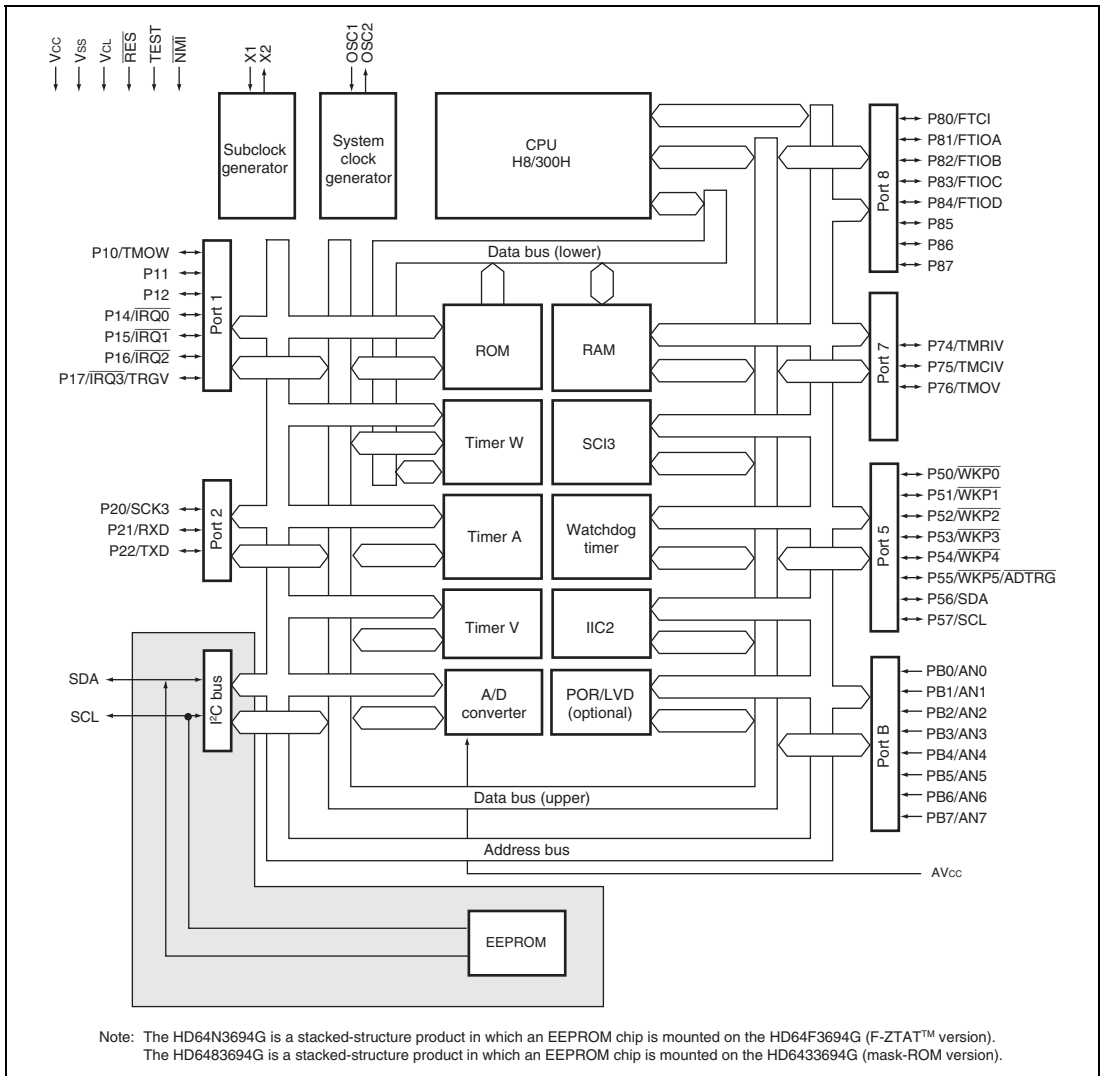 Vcc
Vss
VCL
RES
TEST
NMI
X1
X2
OSC1
OSC2
Subclock
generator
System
clock
generator
CPU
H8/300H
Data bus (lower)
P10/TMOW
P11
P12
P14/IRQ0
P15/IRQ1
P16/IRQ2
P17/IRQ3/TRGV
Port 1
P20/SCK3
P21/RXD
P22/TXD
Port 2
SDA
SCL
I²C bus
ROM
RAM
Timer W
SCI3
Timer A
Watchdog
timer
Timer V
IIC2
A/D
converter
POR/LVD
(optional)
Data bus (upper)
Address bus
EEPROM
Port 8
P80/FTCI
P81/FTIOA
P82/FTIOB
P83/FTIOC
P84/FTIOD
P85
P86
P87
Port 7
P74/TMRIV
P75/TMCIV
P76/TMOV
Port 5
P50/WKP0
P51/WKP1
P52/WKP2
P53/WKP3
P54/WKP4
P55/WKP5/ADTRG
P56/SDA
P57/SCL
Port B
PB0/AN0
PB1/AN1
PB2/AN2
PB3/AN3
PB4/AN4
PB5/AN5
PB6/AN6
PB7/AN7
AVcc
Note: The HD64N3694G is a stacked-structure product in which an EEPROM chip is mounted on the HD64F3694G (F-ZTAT™ version).
The HD6483694G is a stacked-structure product in which an EEPROM chip is mounted on the HD6433694G (mask-ROM version).